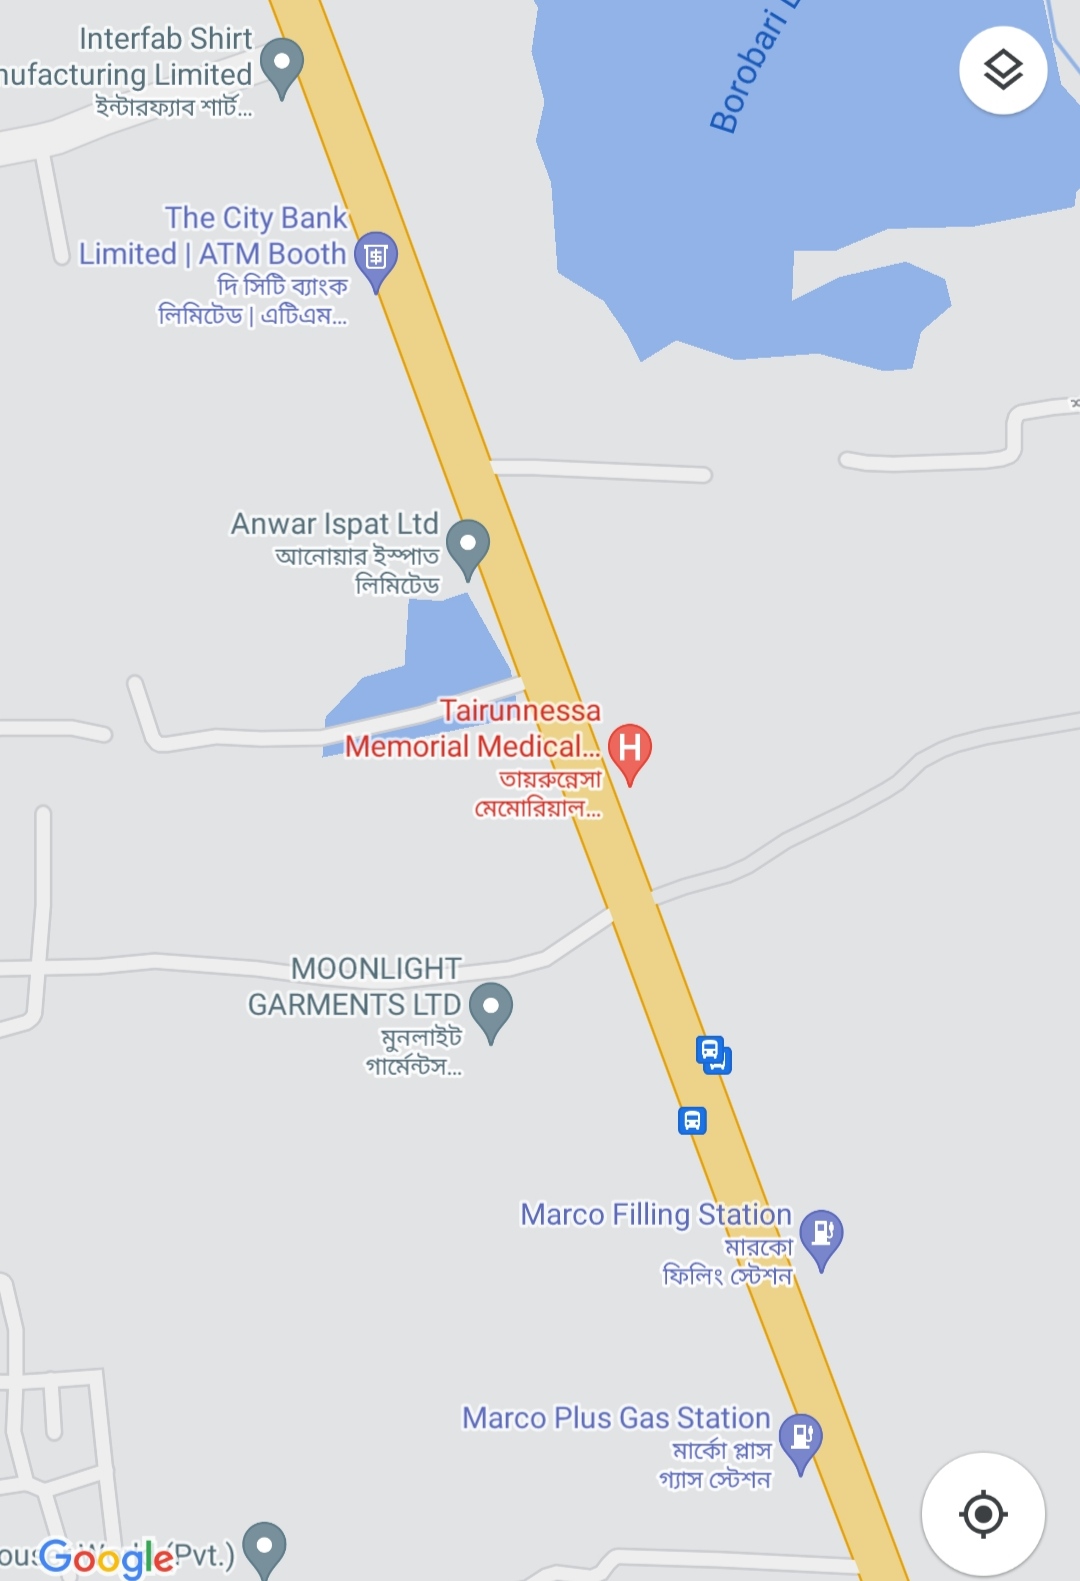 Interfab Shirt
nufacturing Limited
ইন্টারফ্যাব শার্ট...
Borobari
The City Bank
Limited | ATM Booth
দি সিটি ব্যাংক
লিমিটেড | এটিএম...
Anwar Ispat Ltd
আনোয়ার ইস্পাত
লিমিটেড
Tairunnessa
Memorial Medical...
তায়রুন্নেসা
মেমোরিয়াল...
MOONLIGHT
GARMENTS LTD
মুনলাইট
গার্মেন্টস...
Marco Filling Station
মারকো
ফিলিং স্টেশন
Marco Plus Gas Station
মার্কো প্লাস
গ্যাস স্টেশন
(Pvt.)
Google